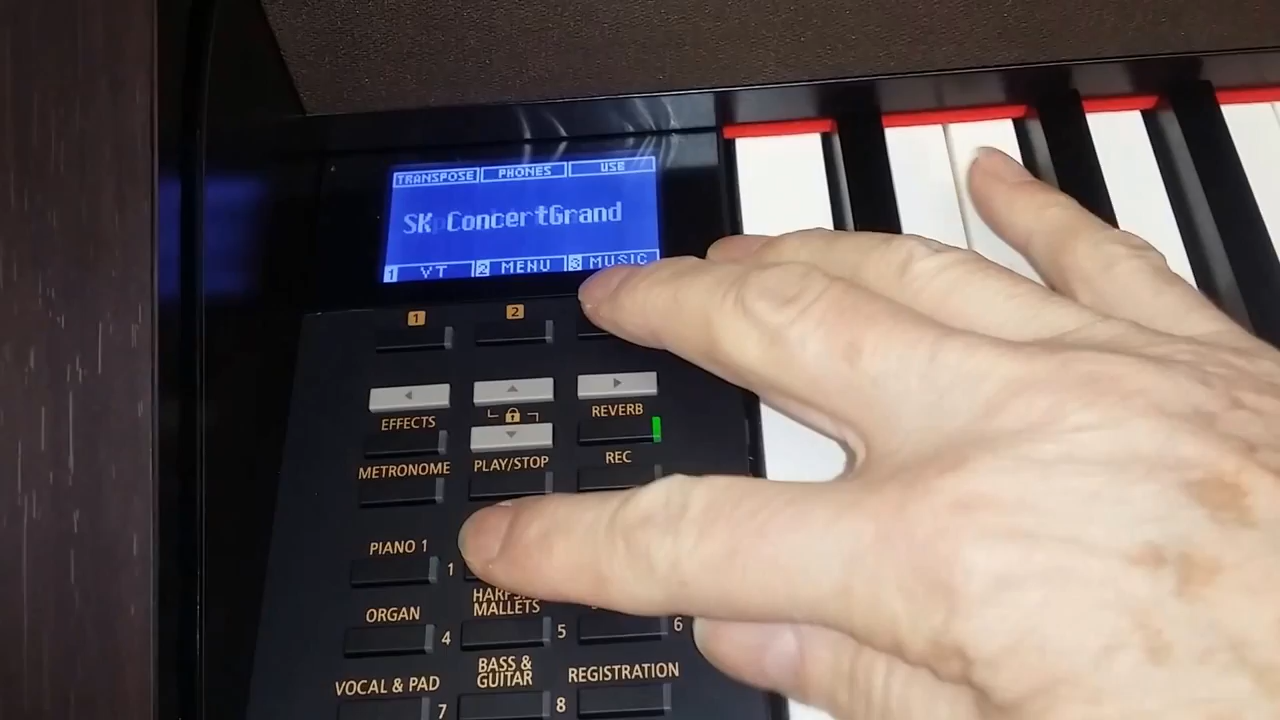 TRANSPOSE PHONES USB
SK ConcertGrand
1 VT 2 MENU 3 MUSIC
1 2
EFFECTS REVERB
METRONOME PLAY/STOP REC
PIANO 1
1
ORGAN
MALLETS
4 5 6
VOCAL & PAD
BASS &
GUITAR
REGISTRATION
7 8